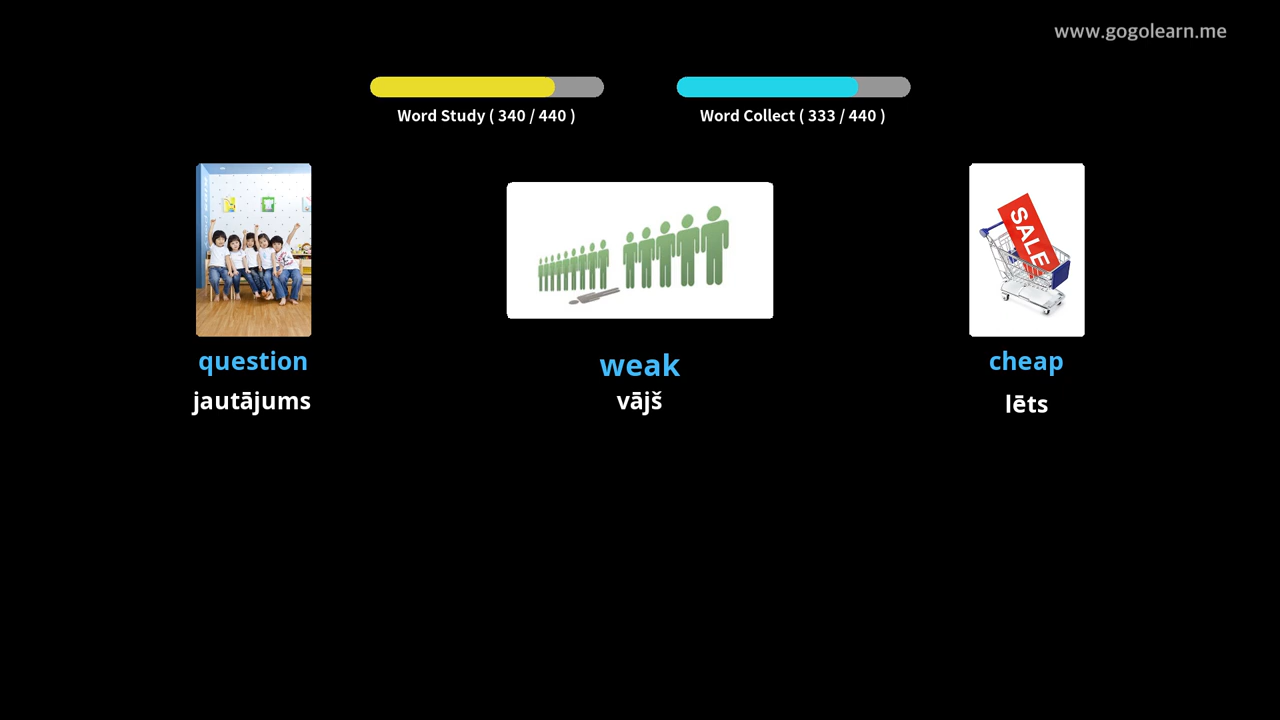 www.gogolearn.me
Word Study ( 340 / 440 )
Word Collect ( 333 / 440 )
SALE
question
weak
cheap
jautājums
vājš
lēts